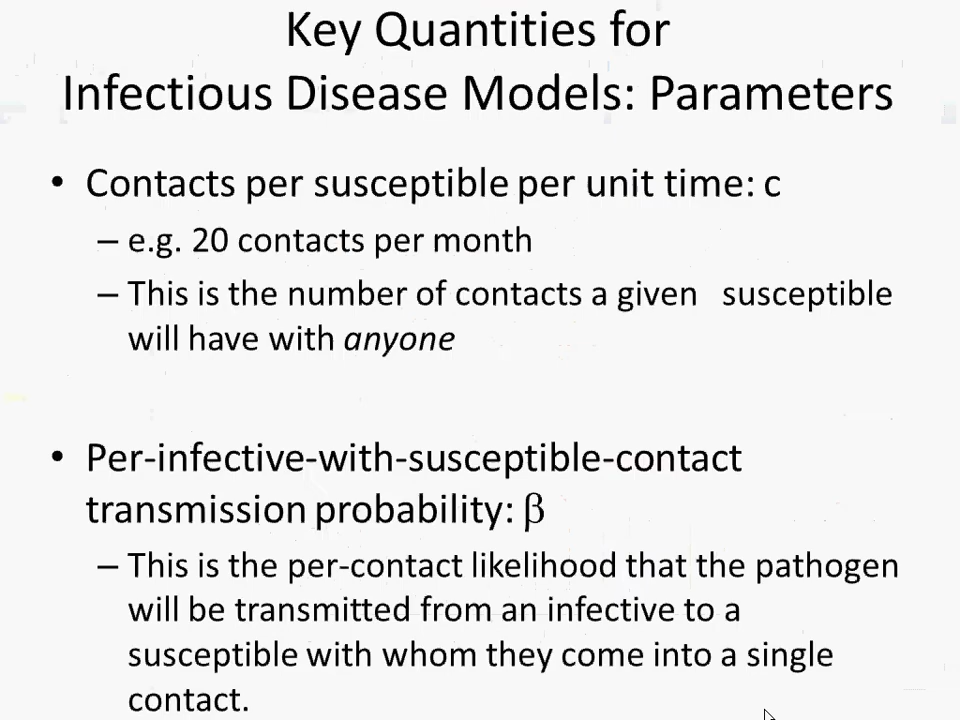 Key Quantities for
Infectious Disease Models: Parameters
• Contacts per susceptible per unit time: c
– e.g. 20 contacts per month
– This is the number of contacts a given susceptible
will have with anyone
• Per-infective-with-susceptible-contact
transmission probability: β
– This is the per-contact likelihood that the pathogen
will be transmitted from an infective to a
susceptible with whom they come into a single
contact.